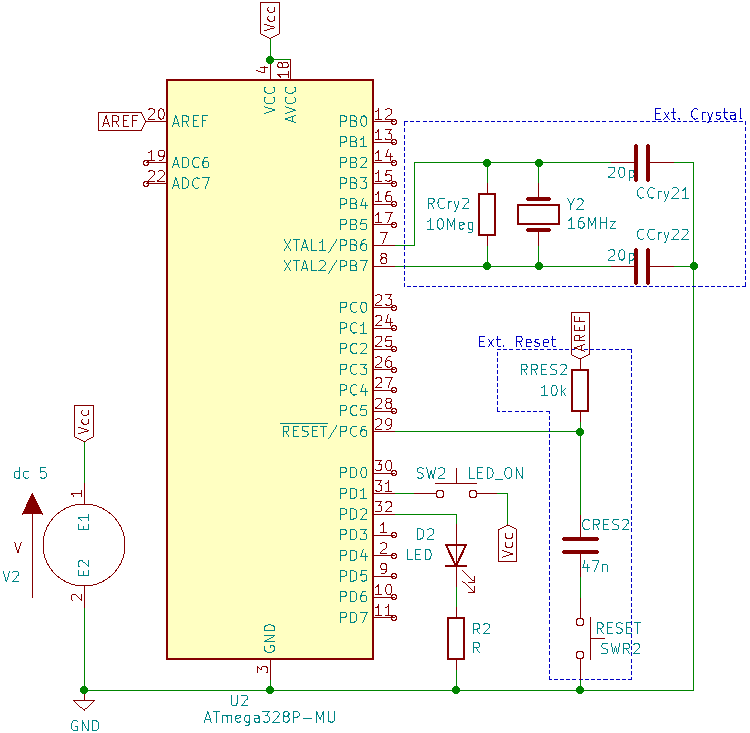 Vcc
4
18
VCC
AVCC
Ext. Crystal
AREF
20
AREF
PB0
12
PB1
13
19
ADC6
PB2
14
22
ADC7
PB3
15
PB4
16
PB5
17
XTAL1/PB6
7
XTAL2/PB7
8
20p
CCry21
RCry2
10Meg
Y2
16MHz
CCry22
20p
PC0
23
PC1
24
PC2
25
PC3
26
PC4
27
PC5
28
RESET/PC6
29
Ext. Reset
AREF
RRES2
10k
Vcc
dc 5
1
E1
V
V2
E2
2
PD0
30
PD1
31
PD2
32
PD3
1
PD4
2
PD5
9
PD6
10
PD7
11
SW2
LED_ON
Vcc
D2
LED
CRES2
47n
R2
R
RESET
SWR2
GND
3
U2
ATmega328P-MU
GND